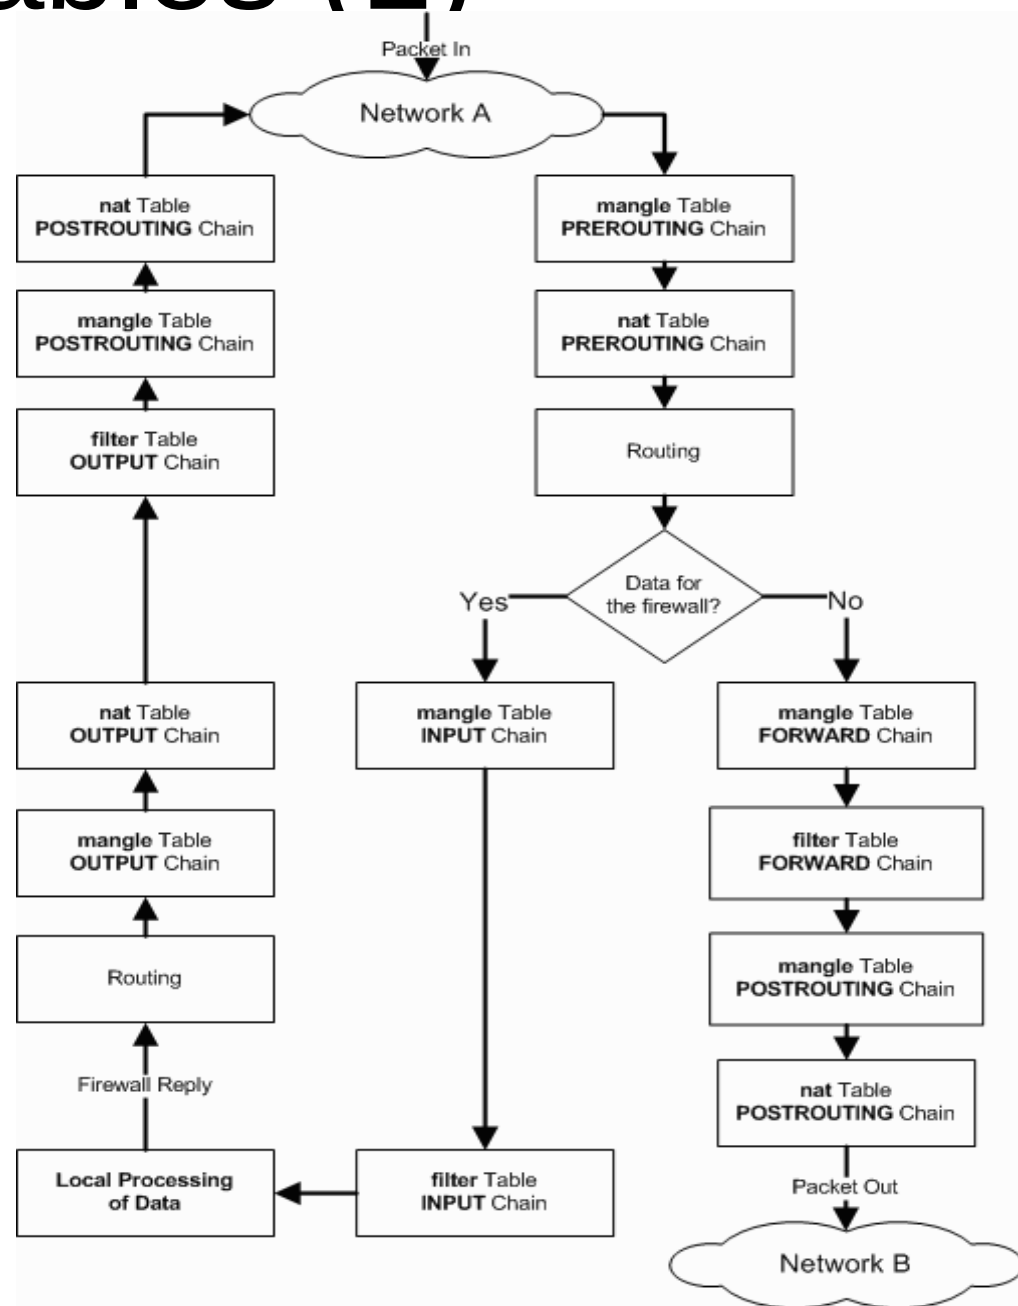 Packet In
Network A
nat Table
POSTROUTING Chain
mangle Table
PREROUTING Chain
mangle Table
POSTROUTING Chain
nat Table
PREROUTING Chain
filter Table
OUTPUT Chain
Routing
Data for
the firewall?
Yes
No
nat Table
OUTPUT Chain
mangle Table
INPUT Chain
mangle Table
FORWARD Chain
mangle Table
OUTPUT Chain
filter Table
FORWARD Chain
Routing
mangle Table
POSTROUTING Chain
Firewall Reply
nat Table
POSTROUTING Chain
Local Processing
of Data
filter Table
INPUT Chain
Packet Out
Network B